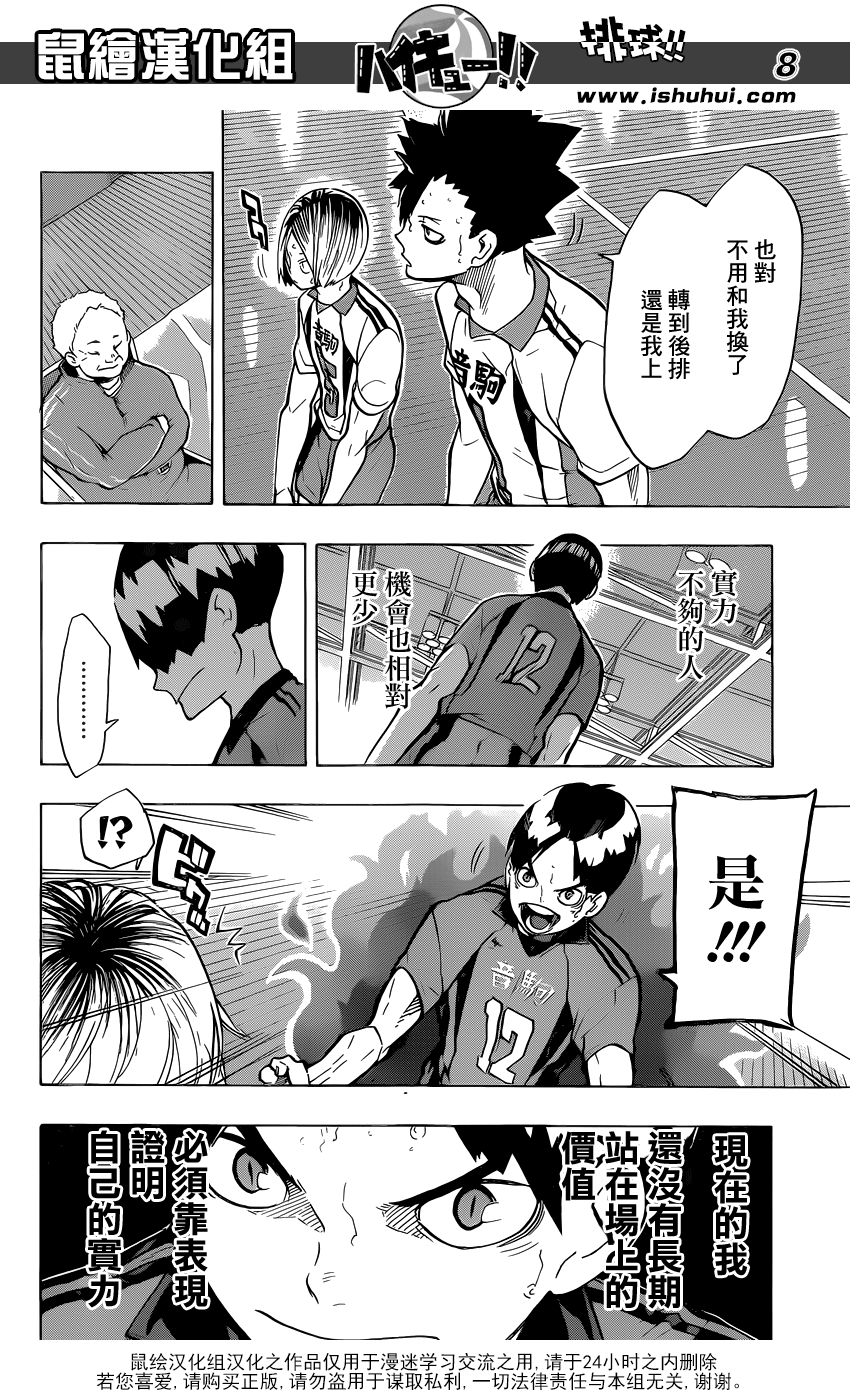 鼠繪漢化組
ハイキュー!!
排球!!
8
www.ishuhui.com
也對
不用和我換了
轉到後排
還是我上
音駒
5
音駒
實力
不夠的人
機會也相對
更少
12
…………
是!!!
!?
ビクッ
音駒
12
現在的我
還沒有長期
站在場上的
價值
必須靠表現
證明
自己的實力
鼠绘汉化组汉化之作品仅用于漫迷学习交流之用,请于24小时之内删除
若您喜爱,请购买正版,请勿盗用于谋取私利,一切法律责任与本组无关,谢谢。